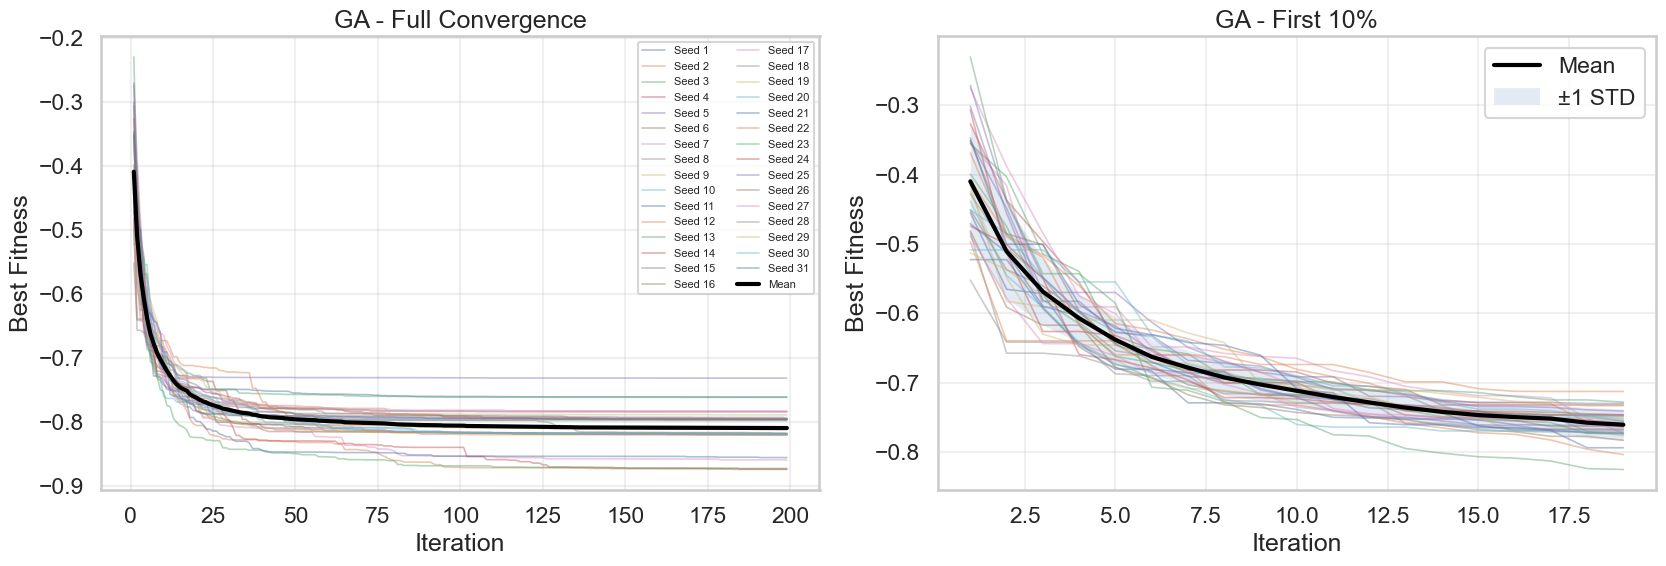 GA - Full Convergence
Best Fitness
−0.2
−0.3
−0.4
−0.5
−0.6
−0.7
−0.8
−0.9
0
25
50
75
100
125
150
175
200
Iteration
Seed 1
Seed 2
Seed 3
Seed 4
Seed 5
Seed 6
Seed 7
Seed 8
Seed 9
Seed 10
Seed 11
Seed 12
Seed 13
Seed 14
Seed 15
Seed 16
Seed 17
Seed 18
Seed 19
Seed 20
Seed 21
Seed 22
Seed 23
Seed 24
Seed 25
Seed 26
Seed 27
Seed 28
Seed 29
Seed 30
Seed 31
Mean
GA - First 10%
Best Fitness
−0.3
−0.4
−0.5
−0.6
−0.7
−0.8
2.5
5.0
7.5
10.0
12.5
15.0
17.5
Iteration
Mean
±1 STD